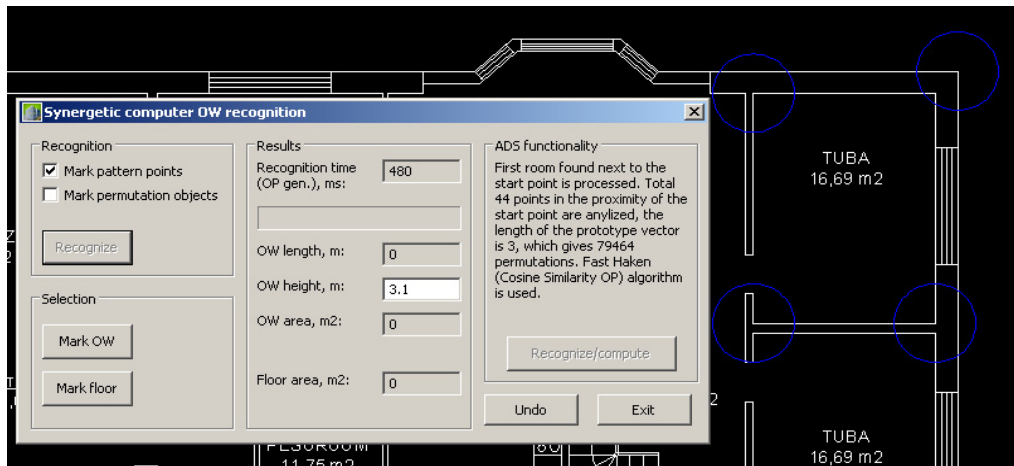 Synergetic computer OW recognition
Recognition
Mark pattern points
Mark permutation objects
Recognize
Selection
Mark OW
Mark floor
Results
Recognition time
(OP gen.), ms:
480
OW length, m:
0
OW height, m:
3.1
OW area, m2:
0
Floor area, m2:
0
ADS functionality
First room found next to the
start point is processed. Total
44 points in the proximity of the
start point are anylized, the
length of the prototype vector
is 3, which gives 79464
permutations. Fast Haken
(Cosine Similarity OP) algorithm
is used.
Recognize/compute
Undo
Exit
TUBA
16,69 m2
TUBA
16,69 m2
11,75 m2